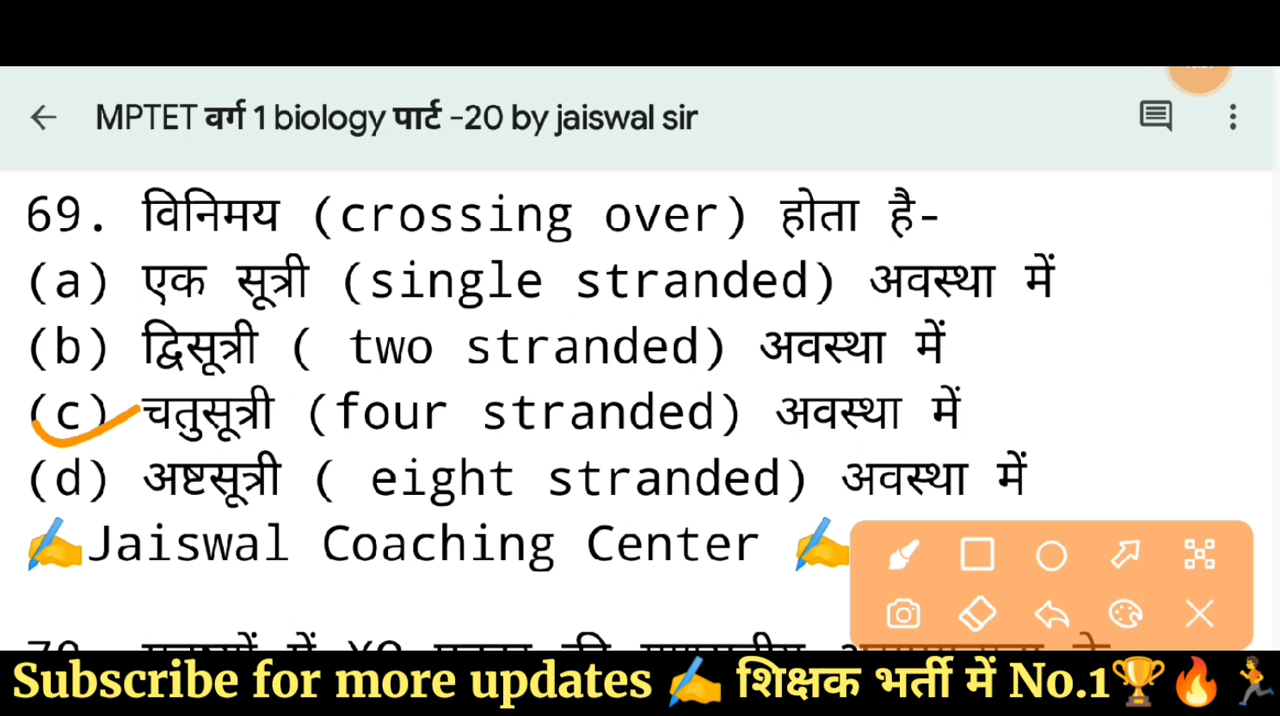 MPTET वर्ग 1 biology पार्ट -20 by jaiswal sir
69. विनिमय (crossing over) होता है-
(a) एक सूत्री (single stranded) अवस्था में
(b) द्विसूत्री ( two stranded) अवस्था में
(c) चतुसूत्री (four stranded) अवस्था में
(d) अष्टसूत्री ( eight stranded) अवस्था में
✍️Jaiswal Coaching Center ✍️
Subscribe for more updates ✍️ शिक्षक भर्ती में No.1🏆🔥🏃